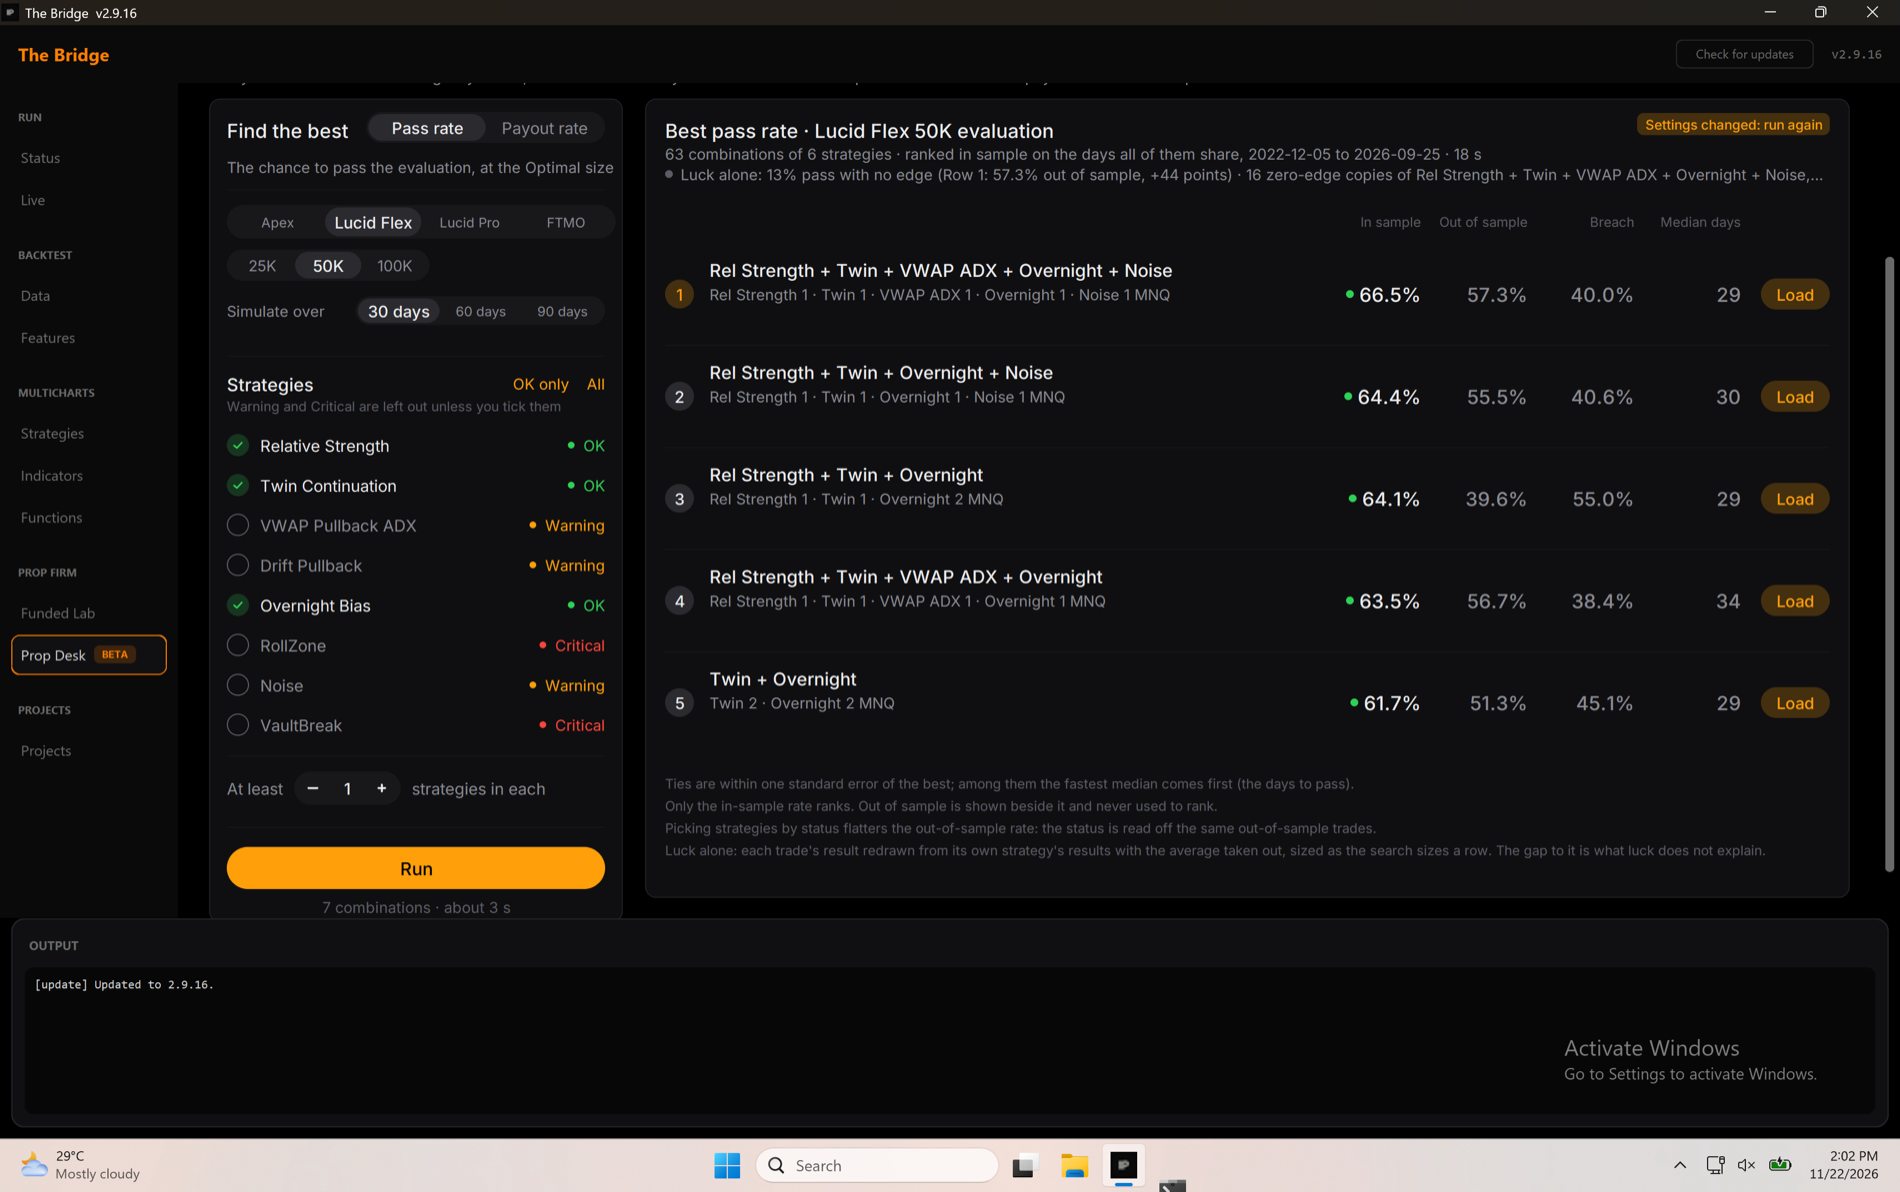 The Bridge v2.9.16
The Bridge
Check for updates
v2.9.16
RUN
Status
Live
BACKTEST
Data
Features
MULTICHARTS
Strategies
Indicators
Functions
PROP FIRM
Funded Lab
Prop Desk BETA
PROJECTS
Projects
Find the best
Pass rate
Payout rate
The chance to pass the evaluation, at the Optimal size
Apex
Lucid Flex
Lucid Pro
FTMO
25K
50K
100K
Simulate over
30 days
60 days
90 days
Strategies
OK only
All
Warning and Critical are left out unless you tick them
Relative Strength • OK
Twin Continuation • OK
VWAP Pullback ADX • Warning
Drift Pullback • Warning
Overnight Bias • OK
RollZone • Critical
Noise • Warning
VaultBreak • Critical
At least − 1 + strategies in each
Run
7 combinations · about 3 s
Best pass rate · Lucid Flex 50K evaluation
Settings changed: run again
63 combinations of 6 strategies · ranked in sample on the days all of them share, 2022-12-05 to 2026-09-25 · 18 s
Luck alone: 13% pass with no edge (Row 1: 57.3% out of sample, +44 points) · 16 zero-edge copies of Rel Strength + Twin + VWAP ADX + Overnight + Noise,...
In sample Out of sample Breach Median days
1
Rel Strength + Twin + VWAP ADX + Overnight + Noise
Rel Strength 1 · Twin 1 · VWAP ADX 1 · Overnight 1 · Noise 1 MNQ
66.5% 57.3% 40.0% 29 Load
2
Rel Strength + Twin + Overnight + Noise
Rel Strength 1 · Twin 1 · Overnight 1 · Noise 1 MNQ
64.4% 55.5% 40.6% 30 Load
3
Rel Strength + Twin + Overnight
Rel Strength 1 · Twin 1 · Overnight 2 MNQ
64.1% 39.6% 55.0% 29 Load
4
Rel Strength + Twin + VWAP ADX + Overnight
Rel Strength 1 · Twin 1 · VWAP ADX 1 · Overnight 1 MNQ
63.5% 56.7% 38.4% 34 Load
5
Twin + Overnight
Twin 2 · Overnight 2 MNQ
61.7% 51.3% 45.1% 29 Load
Ties are within one standard error of the best; among them the fastest median comes first (the days to pass).
Only the in-sample rate ranks. Out of sample is shown beside it and never used to rank.
Picking strategies by status flatters the out-of-sample rate: the status is read off the same out-of-sample trades.
Luck alone: each trade's result redrawn from its own strategy's results with the average taken out, sized as the search sizes a row. The gap to it is what luck does not explain.
OUTPUT
[update] Updated to 2.9.16.
Activate Windows
Go to Settings to activate Windows.
29°C
Mostly cloudy
Search
2:02 PM
11/22/2026